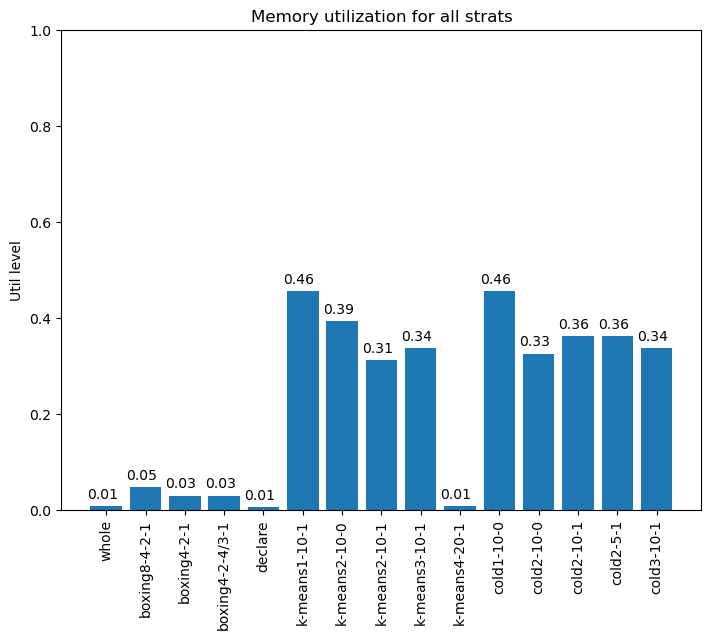 Memory utilization for all strats
Util level
1.0
0.8
0.6
0.4
0.2
0.0
0.01
0.05
0.03
0.03
0.01
0.46
0.39
0.31
0.34
0.01
0.46
0.33
0.36
0.36
0.34
whole
boxing8-4-2-1
boxing4-2-1
boxing4-2-4/3-1
declare
k-means1-10-1
k-means2-10-0
k-means2-10-1
k-means3-10-1
k-means4-20-1
cold1-10-0
cold2-10-0
cold2-10-1
cold2-5-1
cold3-10-1